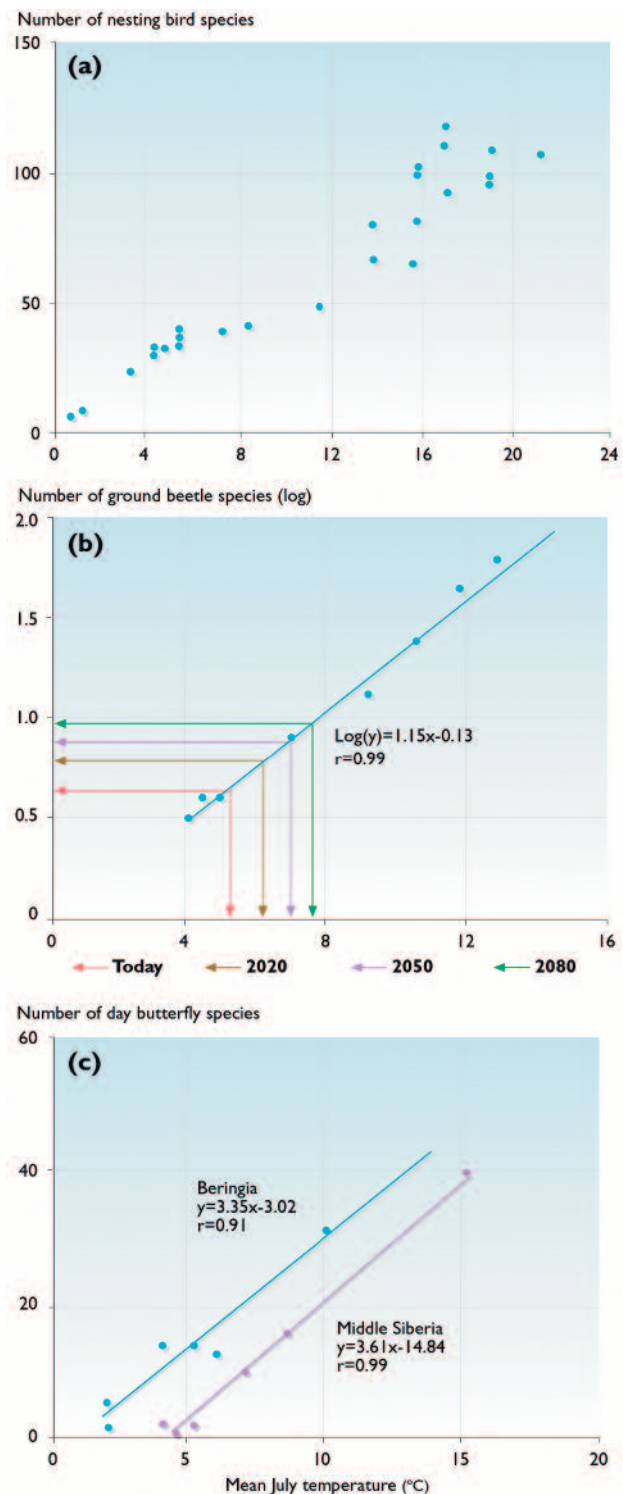 Number of nesting bird species
150
(a)
100
50
0
0 4 8 12 16 20 24
Number of ground beetle species (log)
2.0
(b)
1.5
1.0
Log(y)=1.15x-0.13
r=0.99
0.5
0
0 4 8 12 16
Today 2020 2050 2080
Number of day butterfly species
60
(c)
40
Beringia
y=3.35x-3.02
r=0.91
20
Middle Siberia
y=3.61x-14.84
r=0.99
0
0 5 10 15 20
Mean July temperature (ºC)